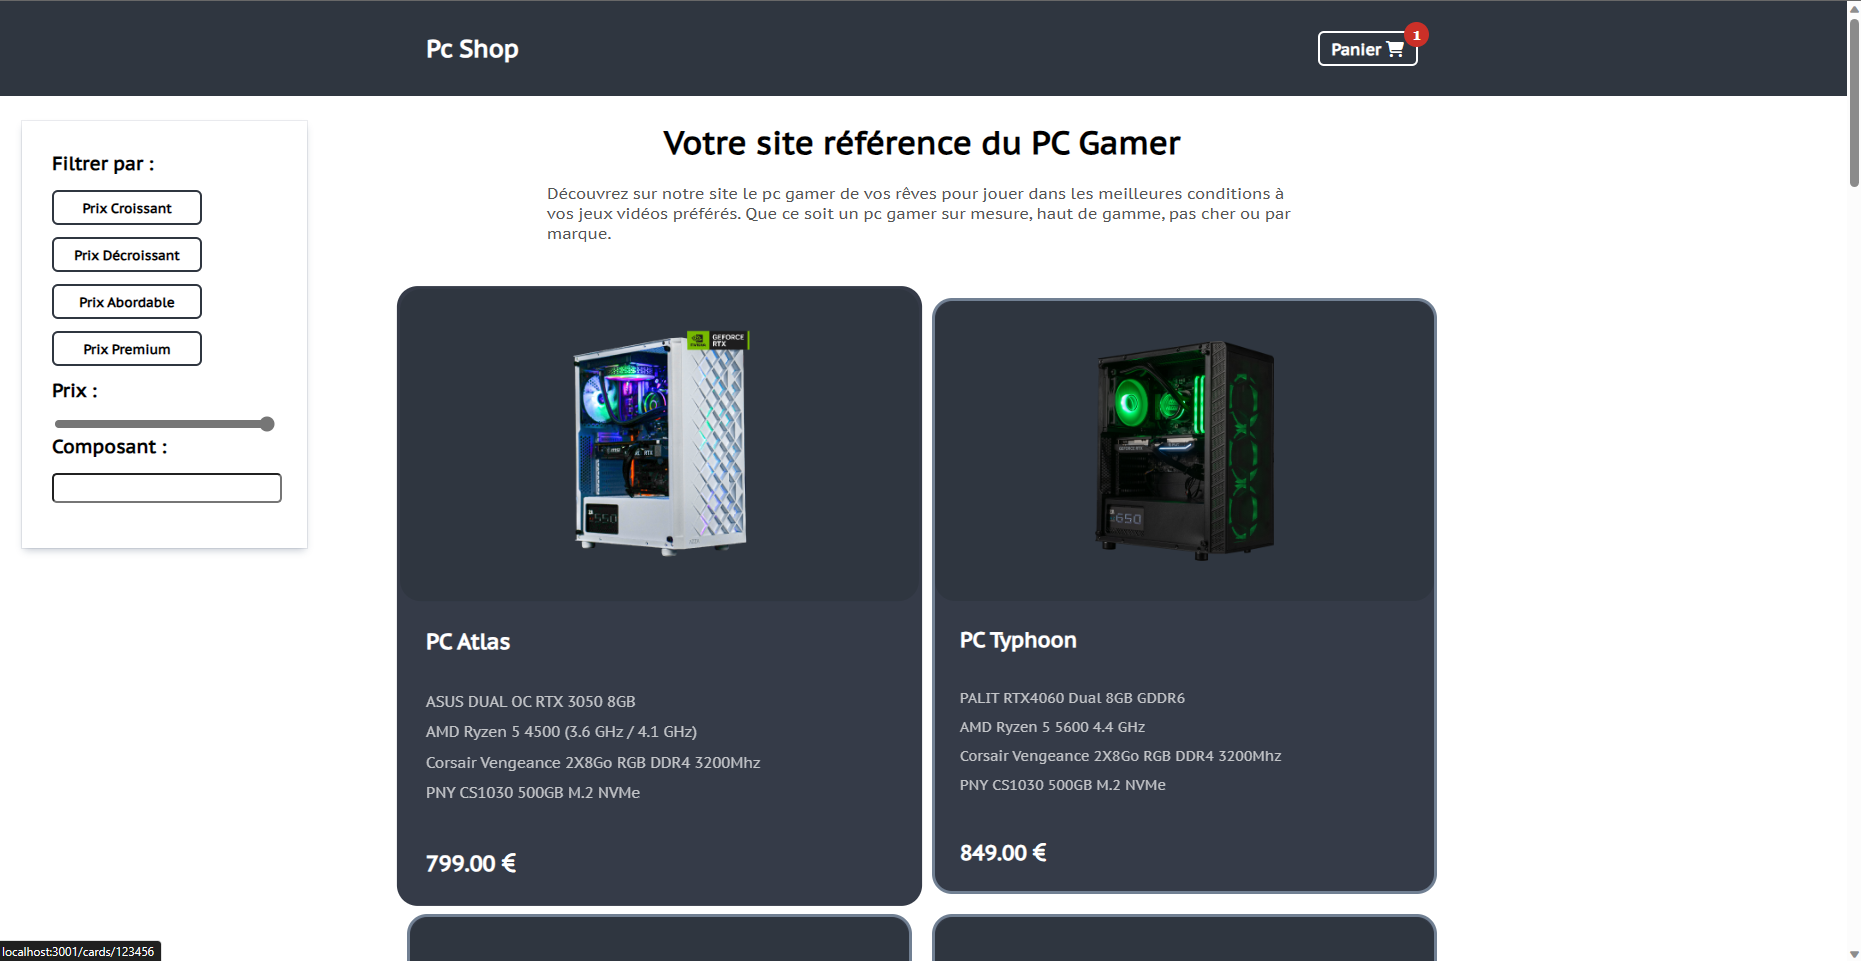 Pc Shop
Panier
1
Filtrer par :
Prix Croissant
Prix Décroissant
Prix Abordable
Prix Premium
Prix :
Composant :
Votre site référence du PC Gamer
Découvrez sur notre site le pc gamer de vos rêves pour jouer dans les meilleures conditions à
vos jeux vidéos préférés. Que ce soit un pc gamer sur mesure, haut de gamme, pas cher ou par
marque.
GEFORCE
RTX
PC Atlas
ASUS DUAL OC RTX 3050 8GB
AMD Ryzen 5 4500 (3.6 GHz / 4.1 GHz)
Corsair Vengeance 2X8Go RGB DDR4 3200Mhz
PNY CS1030 500GB M.2 NVMe
799.00 €
650
PC Typhoon
PALIT RTX4060 Dual 8GB GDDR6
AMD Ryzen 5 5600 4.4 GHz
Corsair Vengeance 2X8Go RGB DDR4 3200Mhz
PNY CS1030 500GB M.2 NVMe
849.00 €
localhost:3001/cards/123456